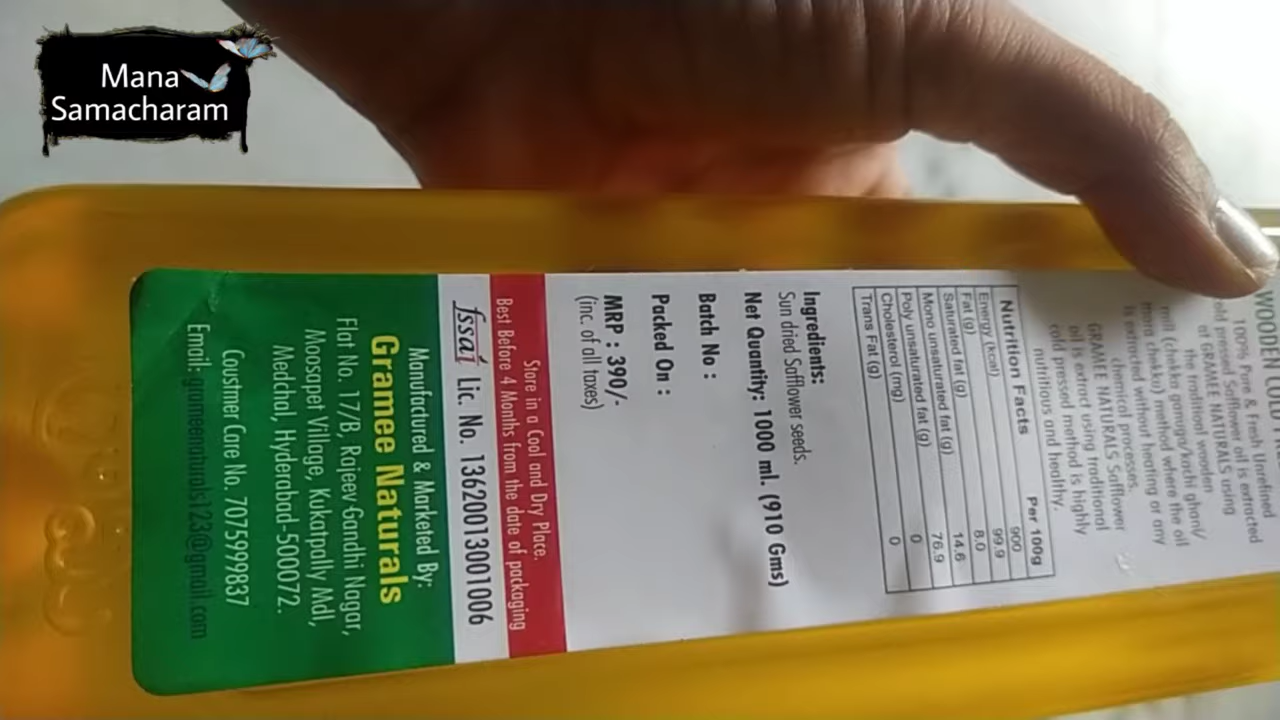 Mana
Samacharam
WOODEN COLD
100% Pure & Fresh Unrefined
Safflower oil is extracted
of GRAMEE NATURALS using
the traditional wooden
mill (chekka ganuga/kachi ghani/
mara chekku) method where the oil
is extracted without heating or any
chemical processes.
GRAMEE NATURALS Safflower
oil is extract using traditional
cold pressed method is highly
nutritious and healthy.
Nutrition Facts Per 100g
Energy (kcal) 900
Fat (g) 99.9
Saturated fat (g) 8.0
Mono unsaturated fat (g) 14.6
Poly unsaturated fat (g) 76.9
Cholesterol (mg) 0
Trans Fat (g) 0
Ingredients:
Sun dried Safflower seeds.
Net Quantity: 1000 ml. (910 Gms)
Batch No :
Packed On :
MRP : 390/-
(inc. of all taxes)
Store in a Cool and Dry Place.
Best Before 4 Months from the date of packaging
fssai Lic. No. 13620013001006
Manufactured & Marketed By:
Gramee Naturals
Flat No. 17/B, Rajeev Gandhi Nagar,
Moosapet Village, Kukatpally Mdl,
Medchal, Hyderabad-500072.
Coustmer Care No. 7075999837
Email: grameenaturals123@gmail.com